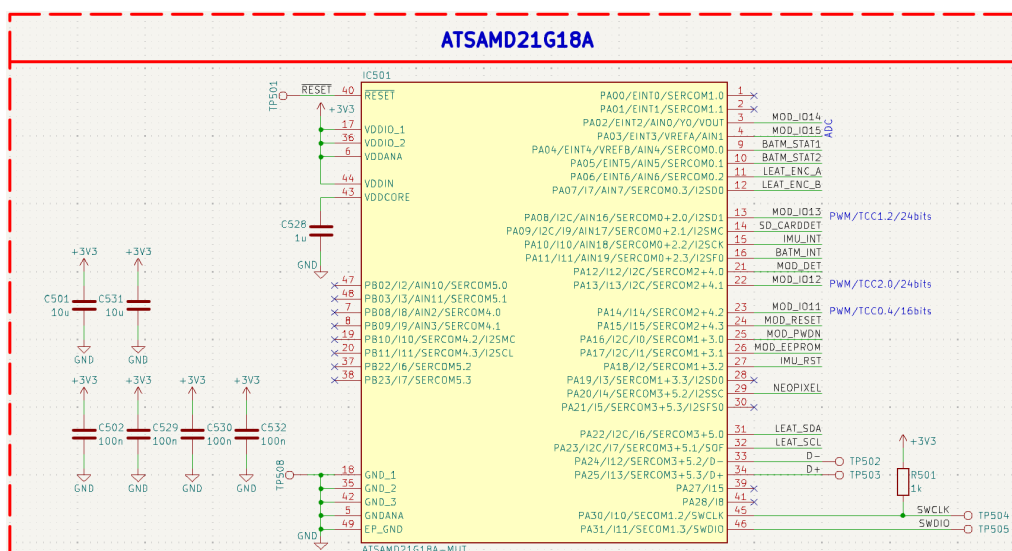 ATSAMD21G18A
IC501
TP501
RESET 40 RESET
+3V3
17 VDDIO_1
36 VDDIO_2
6 VDDANA
44 VDDIN
43 VDDCORE
C528
1u
GND
47 PB02/I2/AIN10/SERCOM5.0
48 PB03/I3/AIN11/SERCOM5.1
7 PB08/I8/AIN2/SERCOM4.0
8 PB09/I9/AIN3/SERCOM4.1
19 PB10/I10/SERCOM4.2/I2SMC
20 PB11/I11/SERCOM4.3/I2SCL
37 PB22/I6/SERCOM5.2
38 PB23/I7/SERCOM5.3
TP508
18 GND_1
35 GND_2
42 GND_3
5 GNDANA
49 EP_GND
GND
ATSAMD21G18A-MUT
PA00/EINT0/SERCOM1.0 1
PA01/EINT1/SERCOM1.1 2
PA02/EINT2/AIN0/Y0/VOUT 3 MOD_IO14
PA03/EINT3/VREFA/AIN1 4 MOD_IO15
ADC
PA04/EINT4/VREFB/AIN4/SERCOM0.0 9 BATM_STAT1
PA05/EINT5/AIN5/SERCOM0.1 10 BATM_STAT2
PA06/EINT6/AIN6/SERCOM0.2 11 LEAT_ENC_A
PA07/I7/AIN7/SERCOM0.3/I2SD0 12 LEAT_ENC_B
PA08/I2C/AIN16/SERCOM0+2.0/I2SD1 13 MOD_IO13 PWM/TCC1.2/24bits
PA09/I2C/I9/AIN17/SERCOM0+2.1/I2SMC 14 SD_CARDDET
PA10/I10/AIN18/SERCOM0+2.2/I2SCK 15 IMU_INT
PA11/I11/AIN19/SERCOM0+2.3/I2SF0 16 BATM_INT
PA12/I12/I2C/SERCOM2+4.0 21 MOD_DET
PA13/I13/I2C/SERCOM2+4.1 22 MOD_IO12 PWM/TCC2.0/24bits
PA14/I14/SERCOM2+4.2 23 MOD_IO11 PWM/TCC0.4/16bits
PA15/I15/SERCOM2+4.3 24 MOD_RESET
PA16/I2C/I0/SERCOM1+3.0 25 MOD_PWDN
PA17/I2C/I1/SERCOM1+3.1 26 MOD_EEPROM
PA18/I2/SERCOM1+3.2 27 IMU_RST
PA19/I3/SERCOM1+3.3/I2SD0 28
PA20/I4/SERCOM3+5.2/I2SSC 29 NEOPIXEL
PA21/I5/SERCOM3+5.3/I2SFS0 30
PA22/I2C/I6/SERCOM3+5.0 31 LEAT_SDA
PA23/I2C/I7/SERCOM3+5.1/SOF 32 LEAT_SCL
PA24/I12/SERCOM3+5.2/D- 33 D- TP502
PA25/I13/SERCOM3+5.3/D+ 34 D+ TP503
PA27/I15 39
PA28/I8 41
PA30/I10/SECOM1.2/SWCLK 45 SWCLK TP504
PA31/I11/SECOM1.3/SWDIO 46 SWDIO TP505
+3V3
R501
1k
+3V3 +3V3
C501 C531
10u 10u
GND GND
+3V3 +3V3 +3V3 +3V3
C502 C529 C530 C532
100n 100n 100n 100n
GND GND GND GND